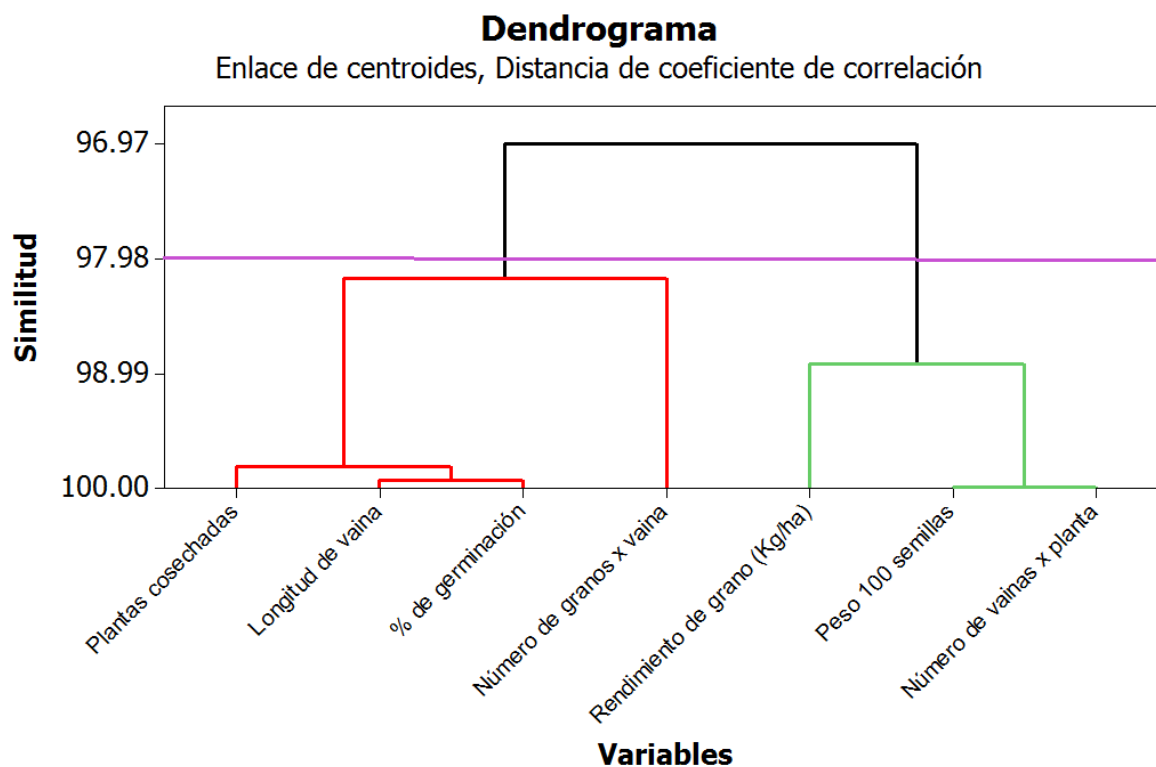 Dendrograma
Enlace de centroides, Distancia de coeficiente de correlación
Similitud
96.97
97.98
98.99
100.00
Plantas cosechadas
Longitud de vaina
% de germinación
Número de granos x vaina
Rendimiento de grano (Kg/ha)
Peso 100 semillas
Número de vainas x planta
Variables